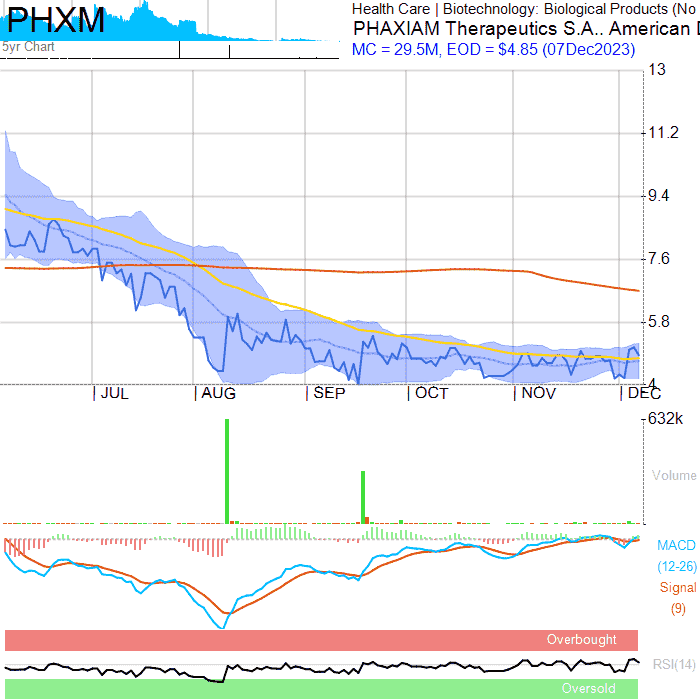 PHXM
5yr Chart
Health Care | Biotechnology: Biological Products (No
PHAXIAM Therapeutics S.A.. American D
MC = 29.5M, EOD = $4.85 (07Dec2023)
13
11.2
9.4
7.6
5.8
4
JUL AUG SEP OCT NOV DEC
632k
Volume
MACD
(12-26)
Signal
(9)
Overbought
RSI(14)
Oversold